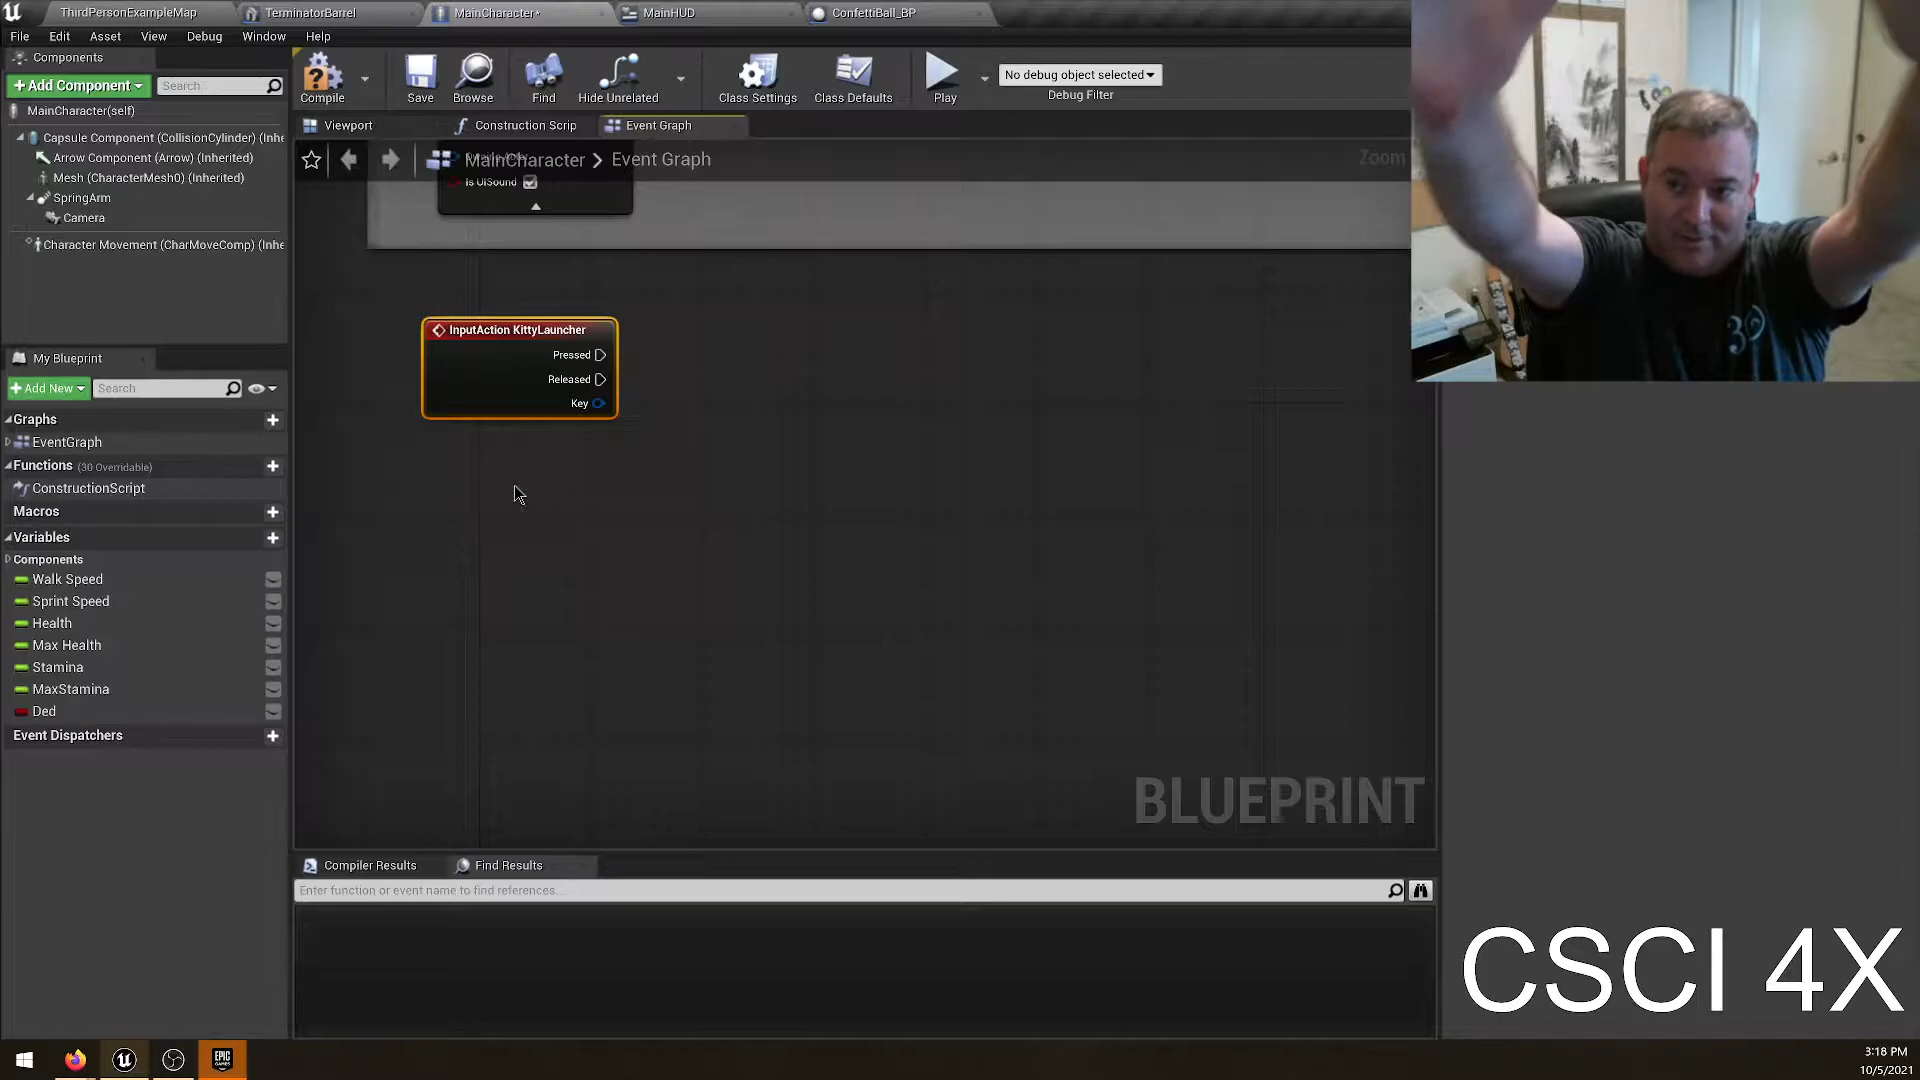 ThirdPersonExampleMap
TerminatorBarrel
MainCharacter*
MainHUD
ConfettiBall_BP
File Edit Asset View Debug Window Help
Components
+ Add Component
Search
MainCharacter(self)
Capsule Component (CollisionCylinder) (Inhe
Arrow Component (Arrow) (Inherited)
Mesh (CharacterMesh0) (Inherited)
SpringArm
Camera
Character Movement (CharMoveComp) (Inhe
Compile
Save
Browse
Find
Hide Unrelated
Class Settings
Class Defaults
Play
No debug object selected
Debug Filter
Viewport
Construction Scrip
Event Graph
MainCharacter > Event Graph
Zoom
Is UISound
InputAction KittyLauncher
Pressed
Released
Key
BLUEPRINT
My Blueprint
+ Add New
Search
Graphs
EventGraph
Functions (30 Overridable)
ConstructionScript
Macros
Variables
Components
Walk Speed
Sprint Speed
Health
Max Health
Stamina
MaxStamina
Ded
Event Dispatchers
Compiler Results
Find Results
Enter function or event name to find references...
CSCI 4X
EPIC GAMES
3:18 PM
10/5/2021